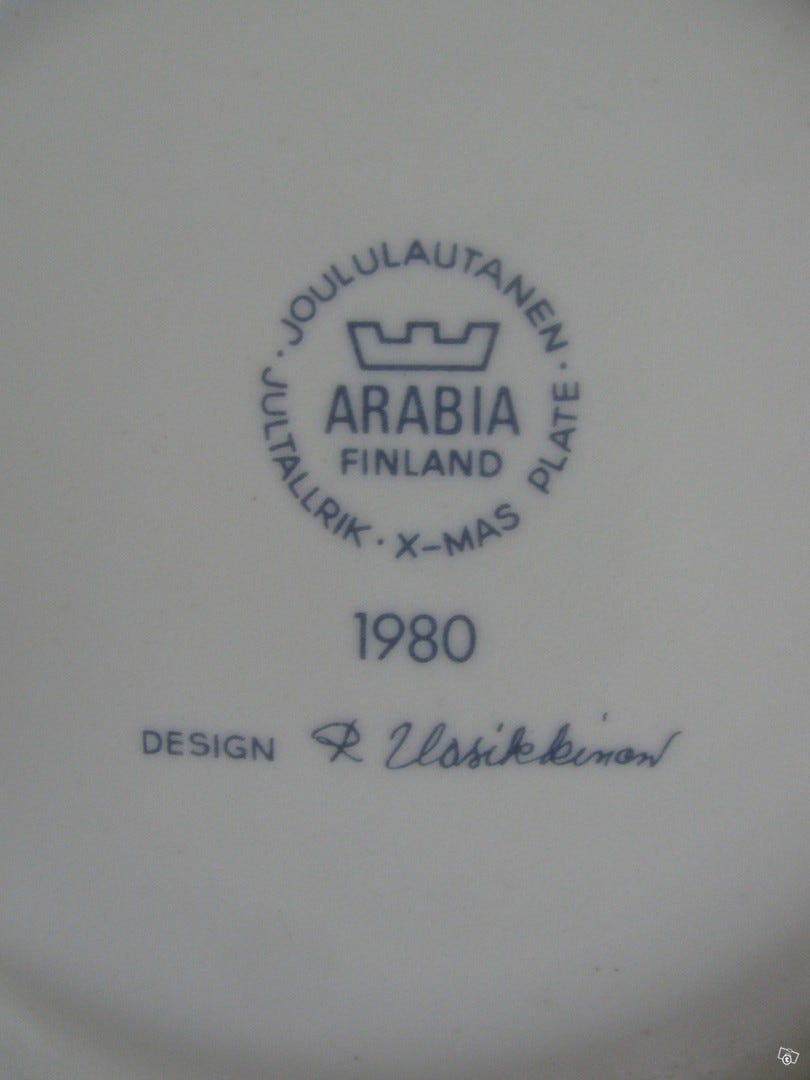 · JOULULAUTANEN · JULTALLRIK · X-MAS PLATE
ARABIA
FINLAND
1980
DESIGN R Uosikkinen